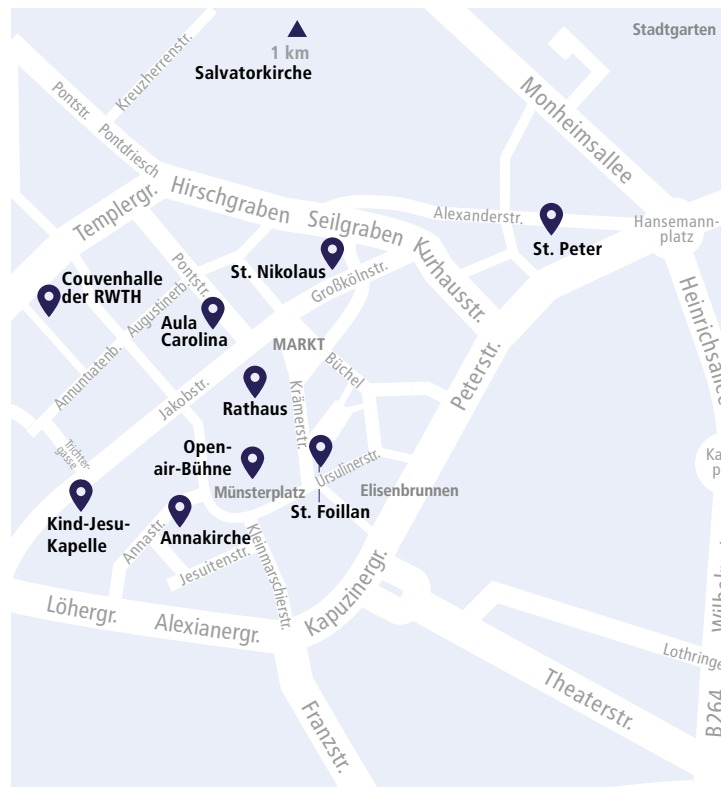 Stadtgarten
1 km
Salvatorkirche
Kreuzherrenstr.
Pontstr.
Pontdriesch
Monheimsallee
Templergr.
Hirschgraben
Seilgraben
Alexanderstr.
Hansemann-
platz
St. Peter
Kurhausstr.
Couvenhalle
der RWTH
Pontstr.
St. Nikolaus
Großkölnstr.
Augustinerb.
Annuntiatenb.
Aula
Carolina
MARKT
Büchel
Heinrichsallee
Peterstr.
Jakobstr.
Rathaus
Krämerstr.
Trichter-
gasse
Open-
air-Bühne
Ursulinerstr.
Münsterplatz
Elisenbrunnen
St. Foillan
Ka
p
Kind-Jesu-
Kapelle
Annakirche
Annastr.
Jesuitenstr.
Kleinmarschierstr.
Kapuzinergr.
Löhergr.
Alexianergr.
Lothringe
Theaterstr.
Franzstr.
B264